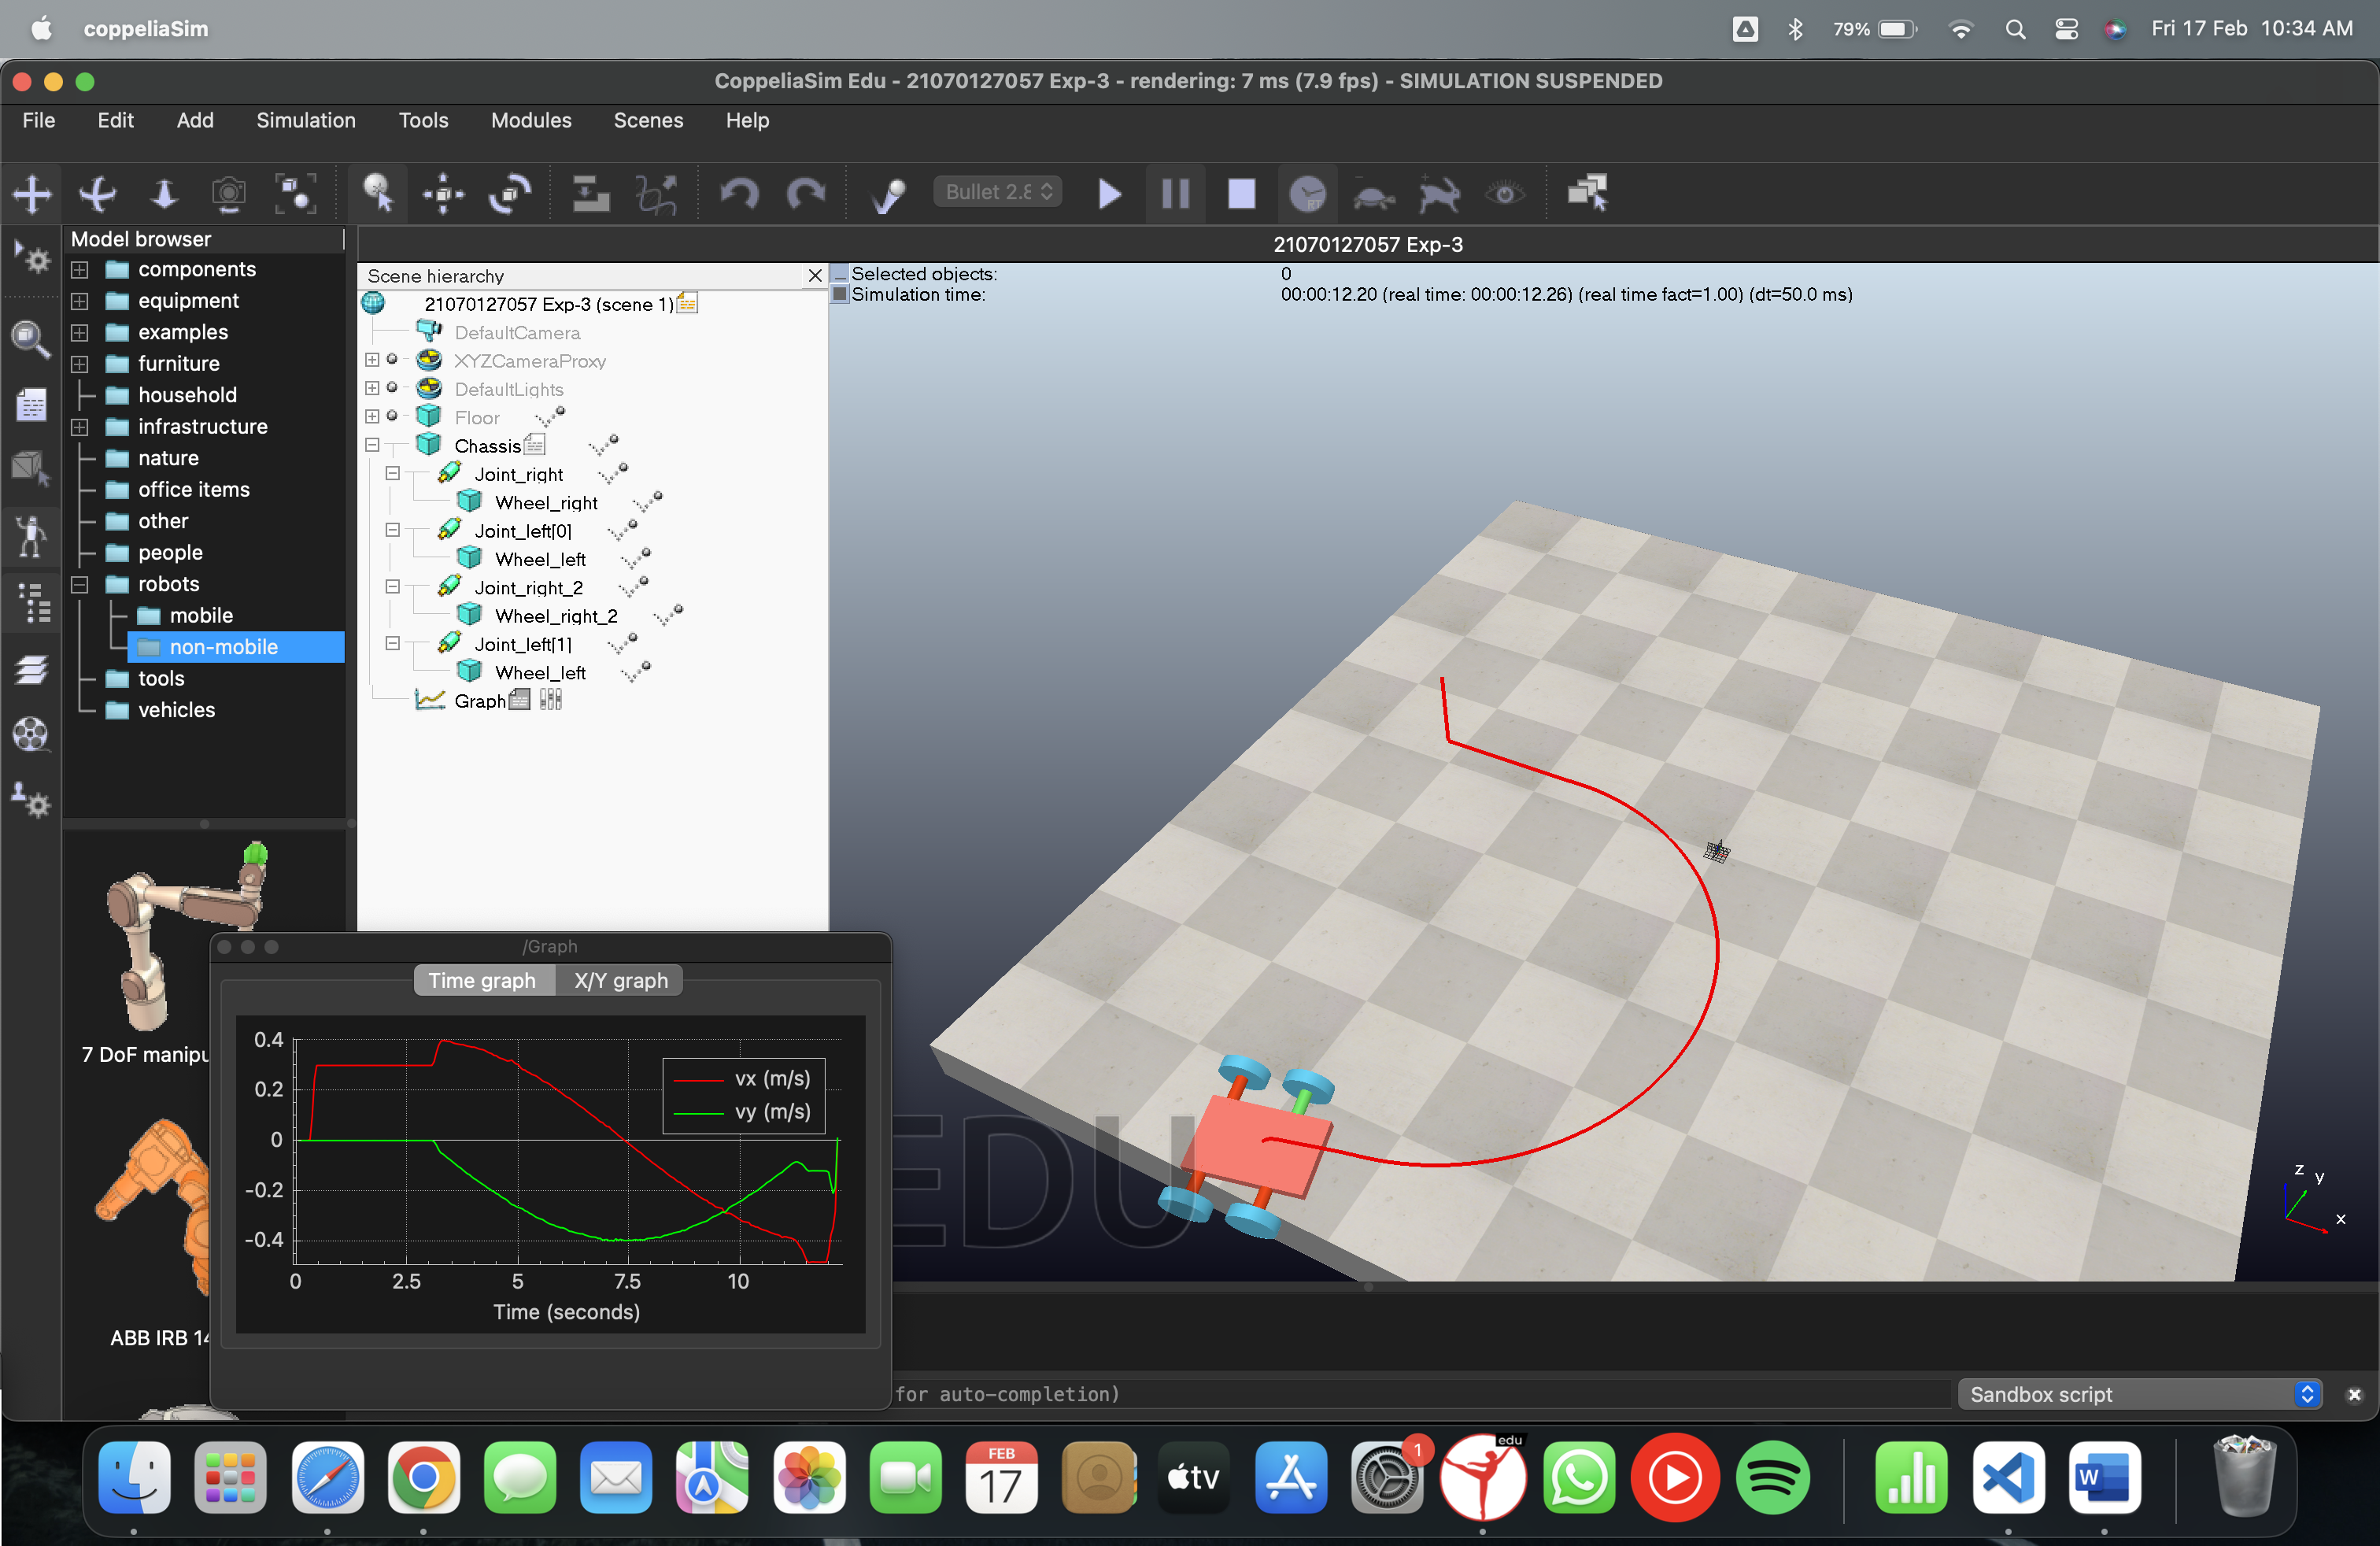 coppeliaSim
79%
Fri 17 Feb 10:34 AM
CoppeliaSim Edu - 21070127057 Exp-3 - rendering: 7 ms (7.9 fps) - SIMULATION SUSPENDED
File Edit Add Simulation Tools Modules Scenes Help
Bullet 2.8
RT
Model browser
21070127057 Exp-3
components
equipment
examples
furniture
household
infrastructure
nature
office items
other
people
robots
mobile
non-mobile
tools
vehicles
Scene hierarchy
21070127057 Exp-3 (scene 1)
DefaultCamera
XYZCameraProxy
DefaultLights
Floor
Chassis
Joint_right
Wheel_right
Joint_left[0]
Wheel_left
Joint_right_2
Wheel_right_2
Joint_left[1]
Wheel_left
Graph
Selected objects: 0
Simulation time: 00:00:12.20 (real time: 00:00:12.26) (real time fact=1.00) (dt=50.0 ms)
EDU
z
y
x
7 DoF manipu
ABB IRB 14
/Graph
Time graph
X/Y graph
0.4
0.2
0
-0.2
-0.4
vx (m/s)
vy (m/s)
0 2.5 5 7.5 10
Time (seconds)
for auto-completion)
Sandbox script
FEB
17
tv
1
edu
W